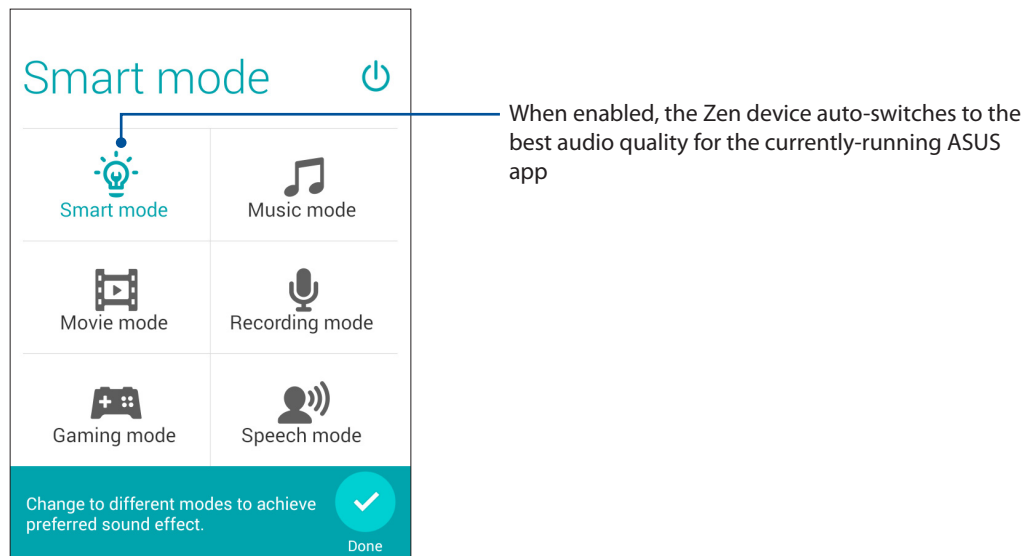 Smart mode
When enabled, the Zen device auto-switches to the
best audio quality for the currently-running ASUS
app
Smart mode
Music mode
Movie mode
Recording mode
Gaming mode
Speech mode
Change to different modes to achieve
preferred sound effect.
Done